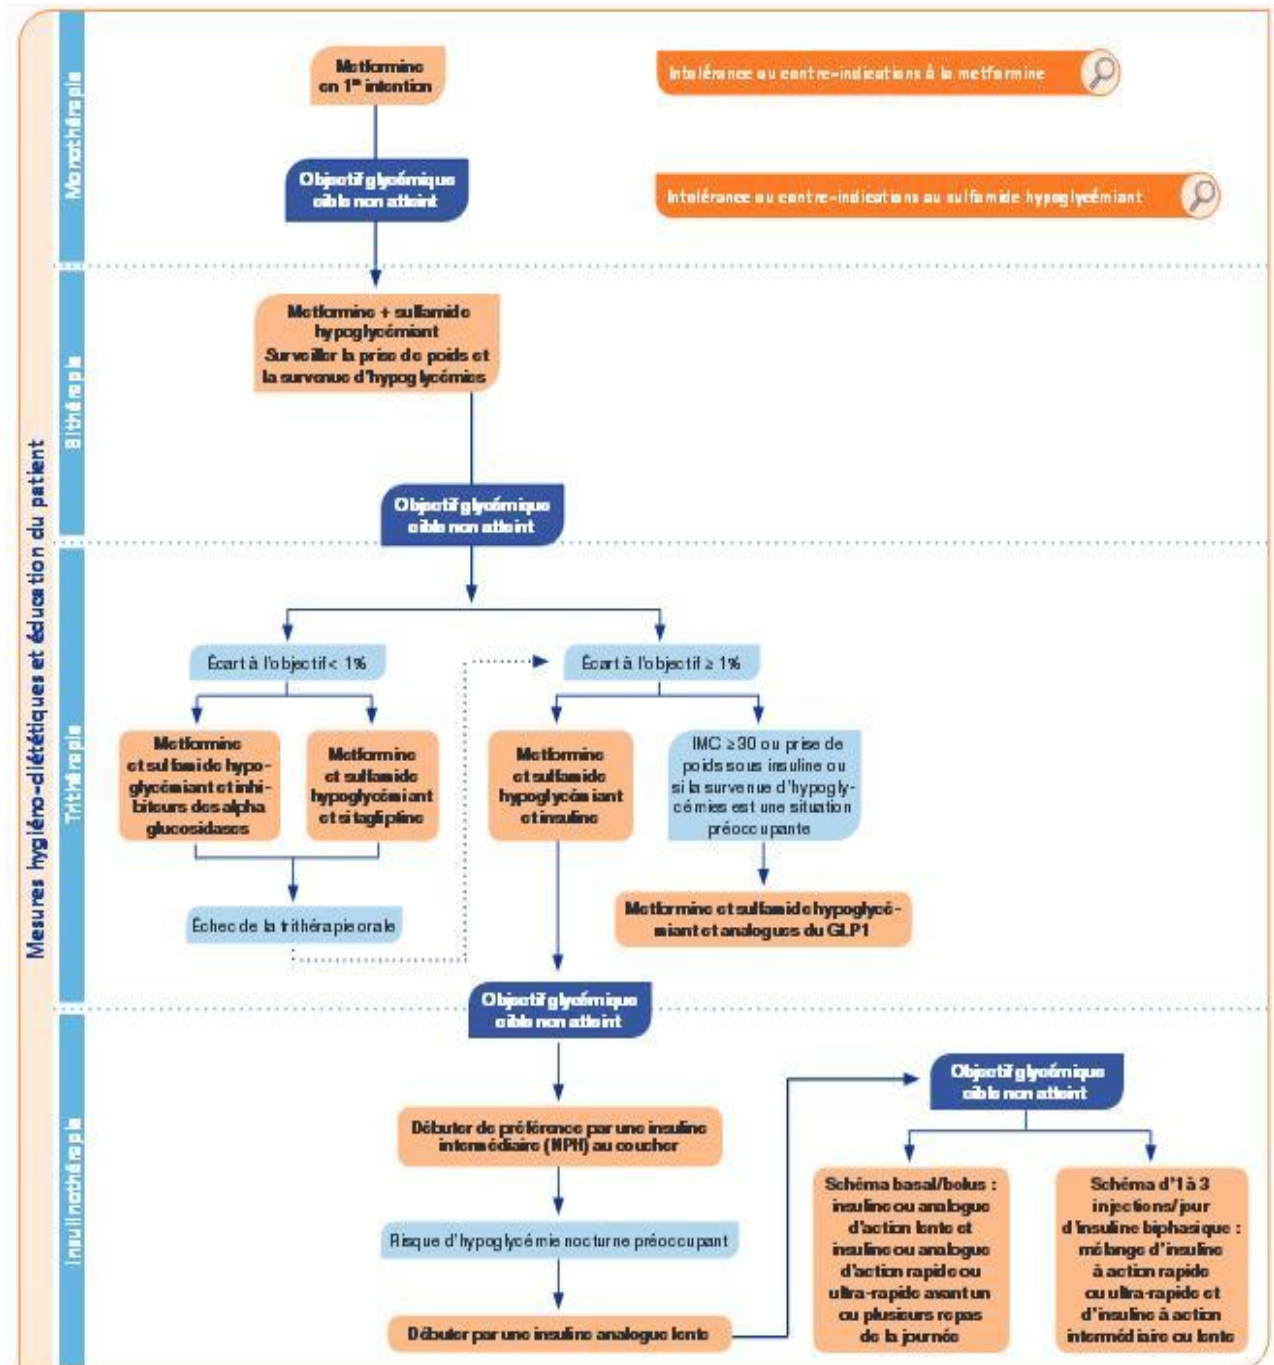 Mesures hygiéno-diététiques et éducation du patient
Monothérapie
Metformine
en 1re intention
Intolérance ou contre-indications à la metformine
Objectif glycémique
cible non atteint
Intolérance ou contre-indications au sulfamide hypoglycémiant
Bithérapie
Metformine + sulfamide
hypoglycémiant
Surveiller la prise de poids et
la survenue d'hypoglycémies
Objectif glycémique
cible non atteint
Trithérapie
Écart à l'objectif < 1%
Écart à l'objectif ≥ 1%
Metformine
et sulfamide hypo-
glycémiant et inhi-
biteurs des alpha
glucosidases
Metformine
et sulfamide
hypoglycémiant
et sitagliptine
Metformine
et sulfamide
hypoglycémiant
et insuline
IMC ≥30 ou prise de
poids sous insuline ou
si la survenue d'hypogly-
cémies est une situation
préoccupante
Échec de la trithérapie orale
Metformine et sulfamide hypoglycé-
miant et analogues du GLP1
Objectif glycémique
cible non atteint
Insulinothérapie
Débuter de préférence par une insuline
intermédiaire (NPH) au coucher
Risque d'hypoglycémie nocturne préoccupant
Débuter par une insuline analogue lente
Objectif glycémique
cible non atteint
Schéma basal/bolus :
insuline ou analogue
d'action lente et
insuline ou analogue
d'action rapide ou
ultra-rapide avant un
ou plusieurs repas
de la journée
Schéma d'1 à 3
injections/jour
d'insuline biphasique :
mélange d'insuline
à action rapide
ou ultra-rapide et
d'insuline à action
intermédiaire ou lente